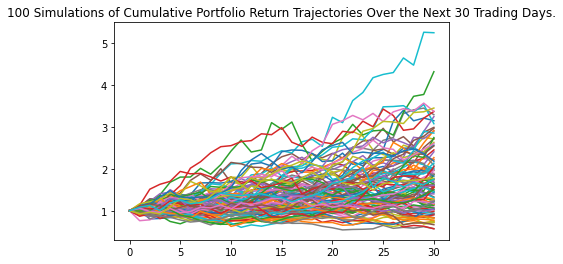 100 Simulations of Cumulative Portfolio Return Trajectories Over the Next 30 Trading Days.
5
4
3
2
1
0 5 10 15 20 25 30